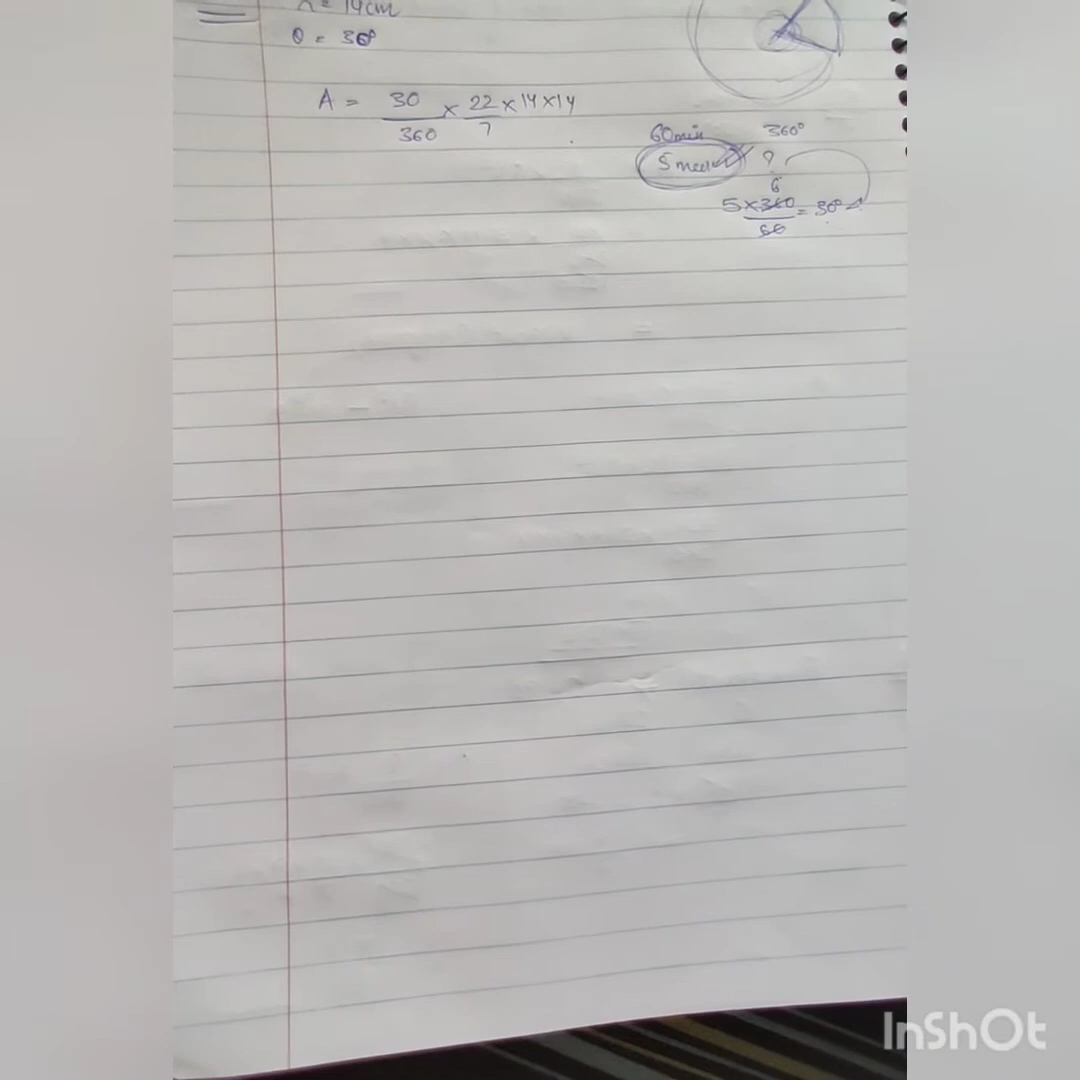 r = 14cm
θ = 30°
A = 30/360 × 22/7 × 14 × 14
60min 360°
5 ?
6
5×360/60 = 30°
InShOt